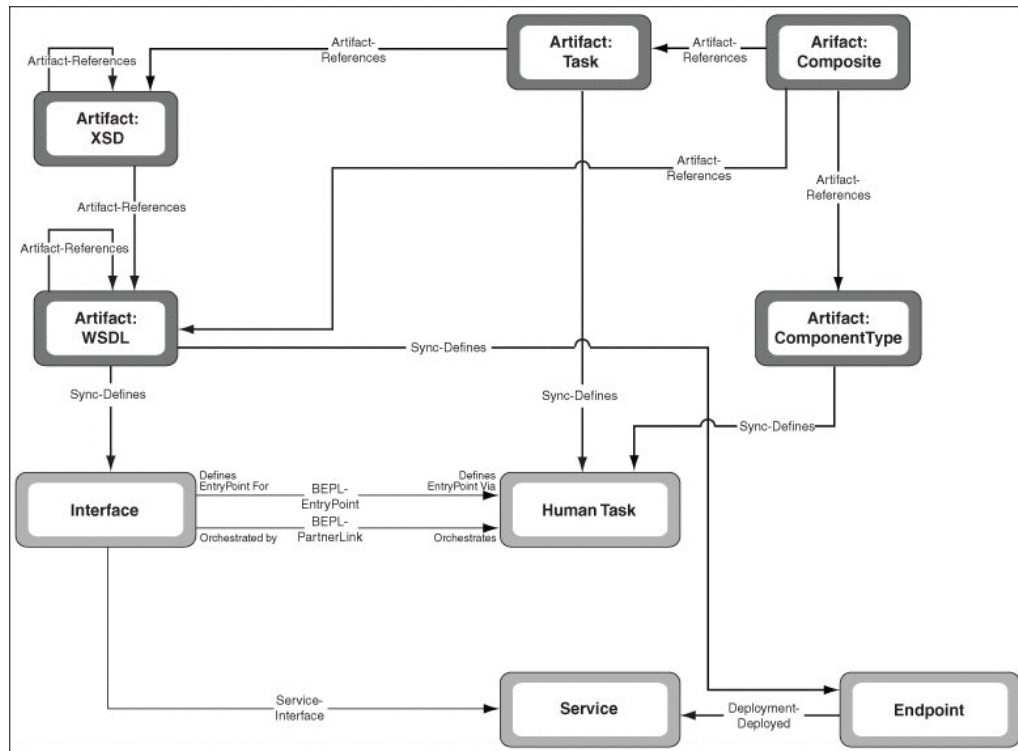 Artifact-References
Artifact-
References
Artifact:
Task
Artifact-
References
Arifact:
Composite
Artifact:
XSD
Artifact-
References
Artifact-
References
Artifact-References
Artifact-References
Artifact:
WSDL
Artifact:
ComponentType
Sync-Defines
Sync-Defines
Sync-Defines
Sync-Defines
Interface
Defines
EntryPoint For
BEPL-
EntryPoint
Defines
EntryPoint Via
Orchestrated by
BEPL-
PartnerLink
Orchestrates
Human Task
Service-
Interface
Service
Deployment-
Deployed
Endpoint